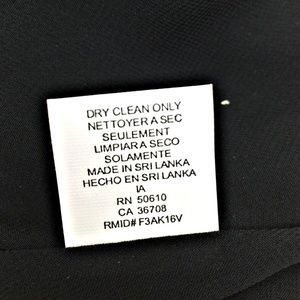 DRY CLEAN ONLY
NETTOYER A SEC
SEULEMENT
LIMPIAR A SECO
SOLAMENTE
MADE IN SRI LANKA
HECHO EN SRI LANKA
IA
RN 50610
CA 36708
RMID# F3AK16V